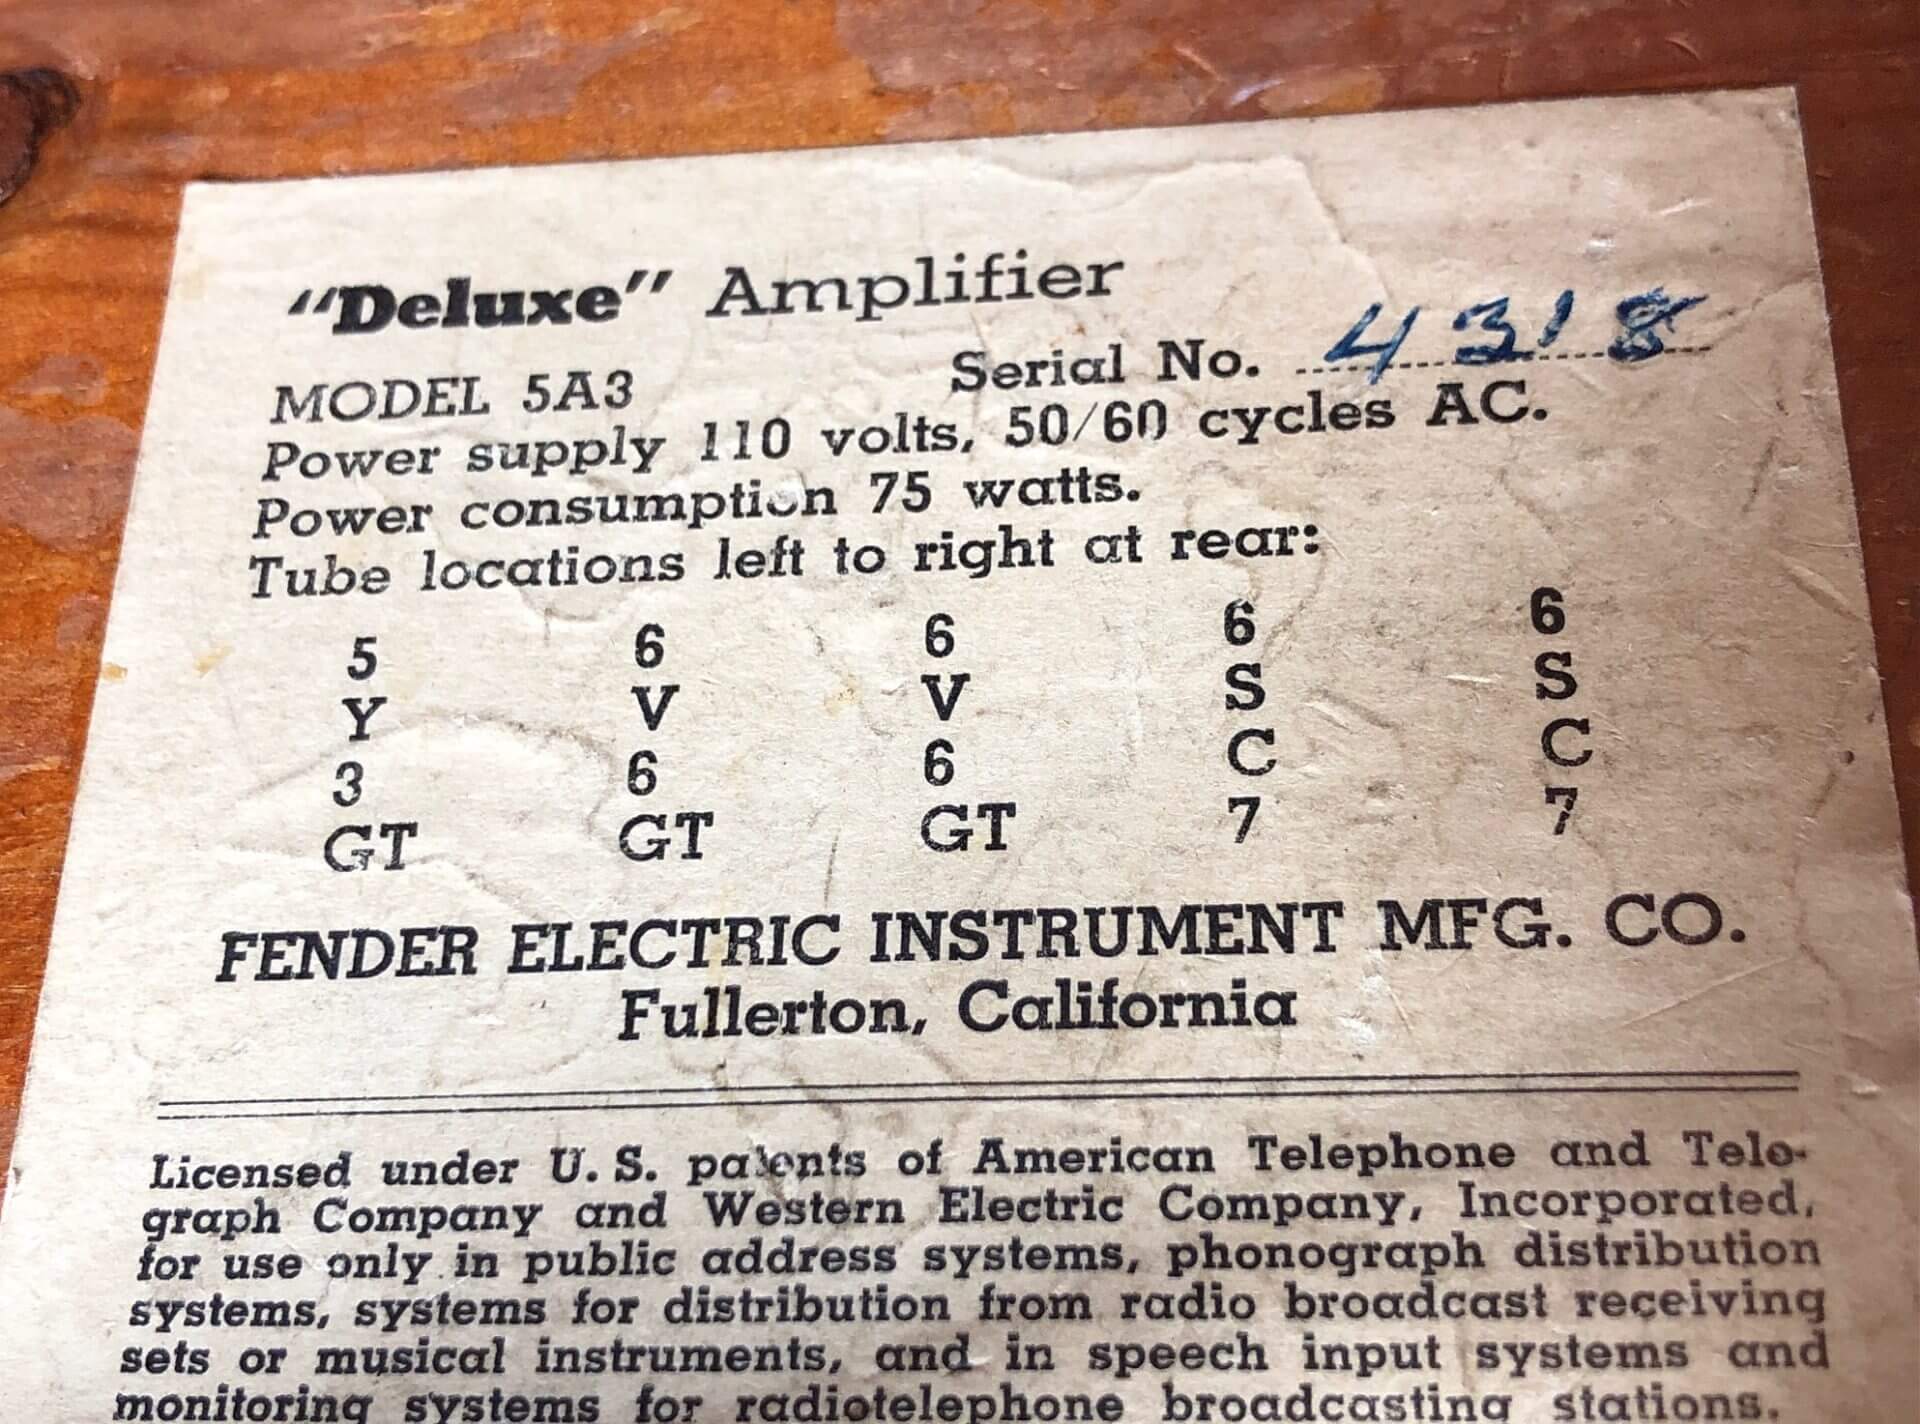 "Deluxe" Amplifier
MODEL 5A3 Serial No. 4318
Power supply 110 volts, 50/60 cycles AC.
Power consumption 75 watts.
Tube locations left to right at rear:
5 6 6 6 6
Y V V S S
3 6 6 C C
GT GT GT 7 7
FENDER ELECTRIC INSTRUMENT MFG. CO.
Fullerton, California
Licensed under U. S. patents of American Telephone and Tele-
graph Company and Western Electric Company, Incorporated,
for use only in public address systems, phonograph distribution
systems, systems for distribution from radio broadcast receiving
sets or musical instruments, and in speech input systems and
monitoring systems for radiotelephone broadcasting stations.